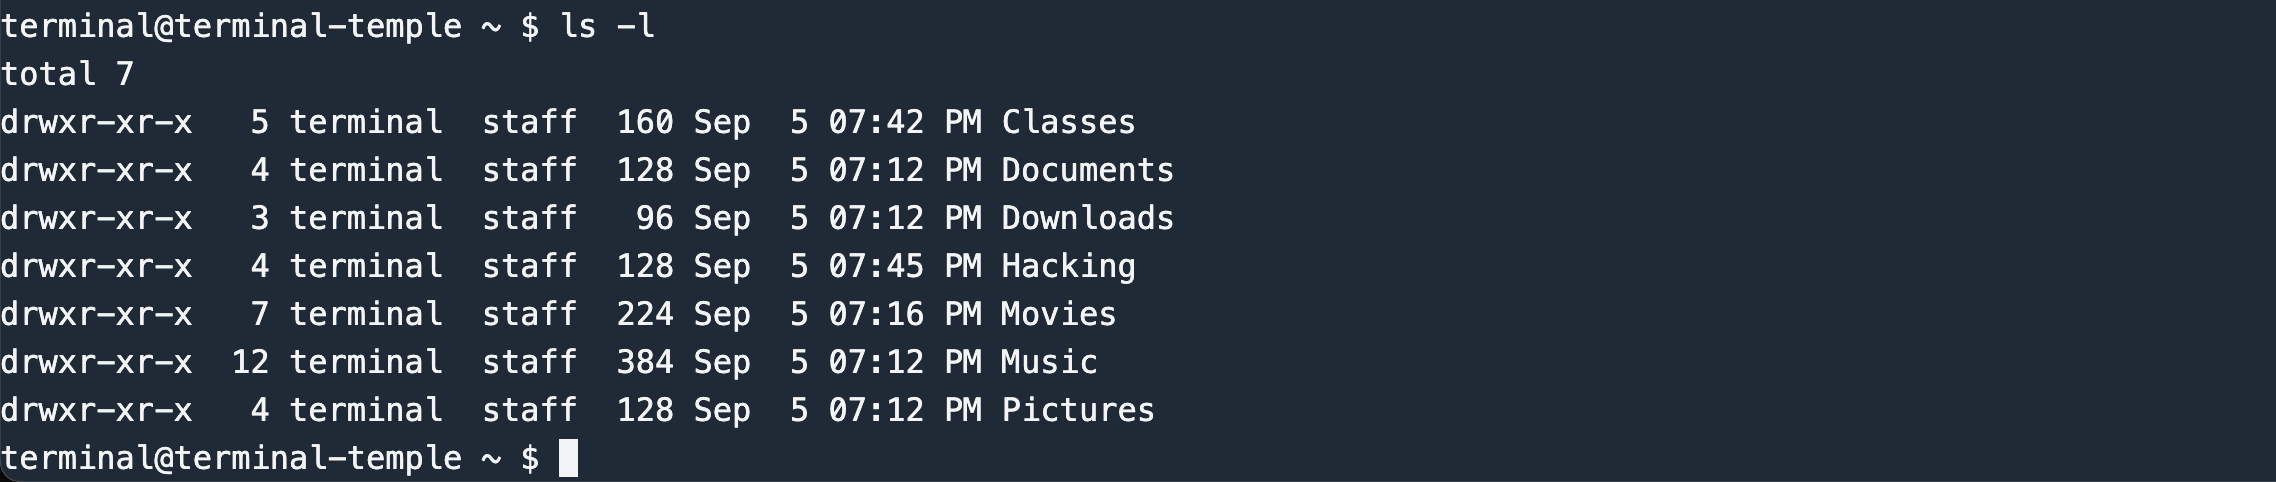 terminal@terminal-temple ~ $ ls -l
total 7
drwxr-xr-x   5 terminal  staff  160 Sep  5 07:42 PM Classes
drwxr-xr-x   4 terminal  staff  128 Sep  5 07:12 PM Documents
drwxr-xr-x   3 terminal  staff   96 Sep  5 07:12 PM Downloads
drwxr-xr-x   4 terminal  staff  128 Sep  5 07:45 PM Hacking
drwxr-xr-x   7 terminal  staff  224 Sep  5 07:16 PM Movies
drwxr-xr-x  12 terminal  staff  384 Sep  5 07:12 PM Music
drwxr-xr-x   4 terminal  staff  128 Sep  5 07:12 PM Pictures
terminal@terminal-temple ~ $